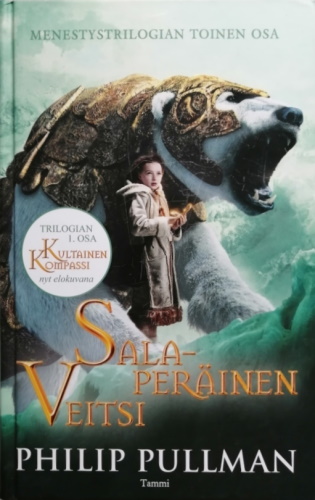 MENESTYSTRILOGIAN TOINEN OSA
TRILOGIAN
1. OSA
KULTAINEN
KOMPASSI
nyt elokuvana
SALA-
PERÄINEN
VEITSI
PHILIP PULLMAN
Tammi